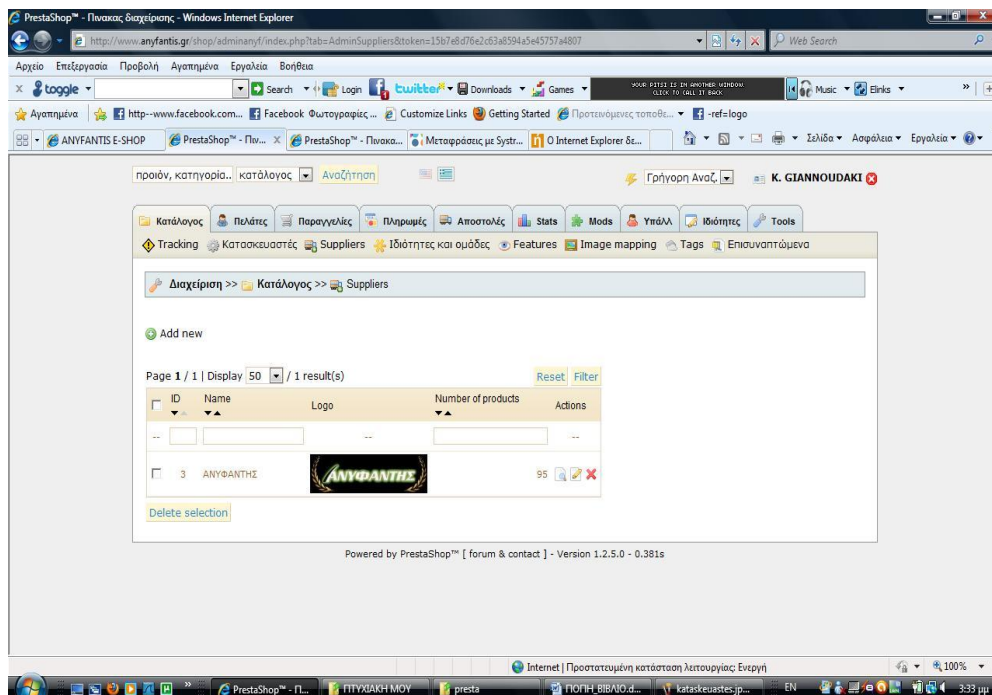 PrestaShop™ - Πινακας διαχείρισης - Windows Internet Explorer
http://www.anyfantis.gr/shop/adminanyf/index.php?tab=AdminSuppliers&token=15b7e8d76e2c63a8594a5e45757a4807
Web Search
Αρχείο Επεξεργασία Προβολή Αγαπημένα Εργαλεία Βοήθεια
x toggle Search Login twitter Downloads Games YOUR BITSI IS IN ANOTHER WINDOW. Music Elinks »
CLICK TO CALL IT BACK
Αγαπημένα http--www.facebook.com... Facebook Φωτογραφίες ... Customize Links Getting Started Προτεινόμενες τοποθε... -ref=logo
ANYFANTIS E-SHOP PrestaShop™ - Πιν... X PrestaShop™ - Πινακα... Μεταφράσεις με Systr... Ο Internet Explorer δε... Σελίδα Ασφάλεια Εργαλεία
προιόν, κατηγορία.. κατάλογος Αναζήτηση Γρήγορη Αναζ. K. GIANNOUDAKI
Κατάλογος Πελάτες Παραγγελίες Πληρωμές Αποστολές Stats Mods Υπάλλ Ιδιότητες Tools
Tracking Κατασκευαστές Suppliers Ιδιότητες και ομάδες Features Image mapping Tags Επισυναπτώμενα
Διαχείριση >> Κατάλογος >> Suppliers
Add new
Page 1 / 1 | Display 50 / 1 result(s) Reset Filter
ID Name Logo Number of products Actions
-- -- --
3 ΑΝΥΦΑΝΤΗΣ ΑΝΥΦΑΝΤΗΣ 95
Delete selection
Powered by PrestaShop™ [ forum & contact ] - Version 1.2.5.0 - 0.381s
Internet | Προστατευμένη κατάσταση λειτουργίας: Ενεργή 100%
» PrestaShop™ - Π... ΠΤΥΧΙΑΚΗ ΜΟΥ presta ΠΟΠΗ_ΒΙΒΛΙΟ.d... kataskeuastes.jp... EN 3:33 μμ